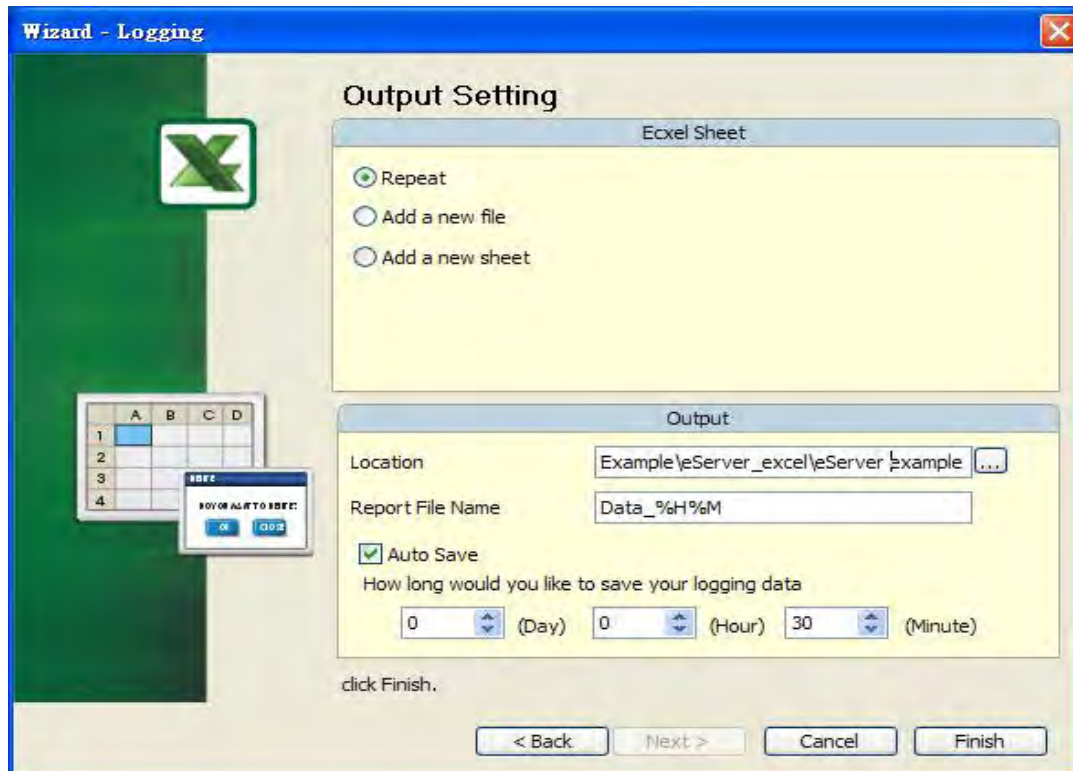 Wizard - Logging
Output Setting
Ecxel Sheet
Repeat
Add a new file
Add a new sheet
A B C D
1
2
3
4
Output
Location Example\eServer_excel\eServer example ...
Report File Name Data_%H%M
Auto Save
How long would you like to save your logging data
0 (Day) 0 (Hour) 30 (Minute)
click Finish.
< Back Next > Cancel Finish